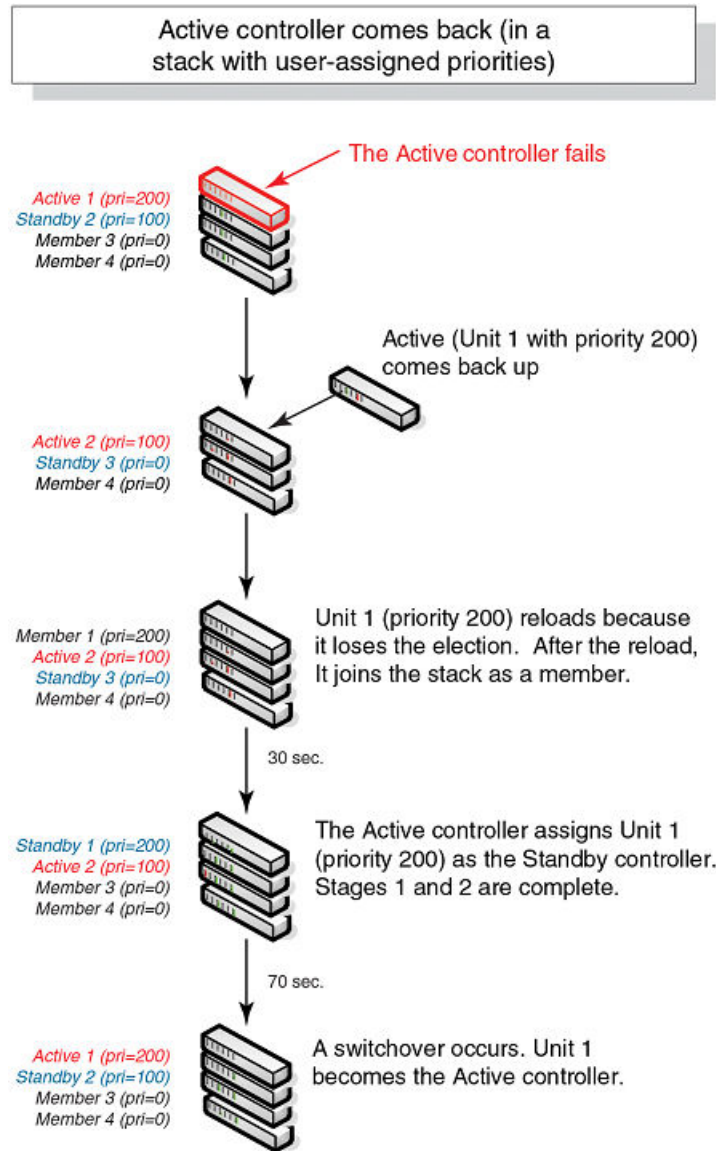 Active controller comes back (in a
stack with user-assigned priorities)
The Active controller fails
Active 1 (pri=200)
Standby 2 (pri=100)
Member 3 (pri=0)
Member 4 (pri=0)
Active (Unit 1 with priority 200)
comes back up
Active 2 (pri=100)
Standby 3 (pri=0)
Member 4 (pri=0)
Member 1 (pri=200)
Active 2 (pri=100)
Standby 3 (pri=0)
Member 4 (pri=0)
Unit 1 (priority 200) reloads because
it loses the election. After the reload,
It joins the stack as a member.
30 sec.
Standby 1 (pri=200)
Active 2 (pri=100)
Member 3 (pri=0)
Member 4 (pri=0)
The Active controller assigns Unit 1
(priority 200) as the Standby controller.
Stages 1 and 2 are complete.
70 sec.
Active 1 (pri=200)
Standby 2 (pri=100)
Member 3 (pri=0)
Member 4 (pri=0)
A switchover occurs. Unit 1
becomes the Active controller.